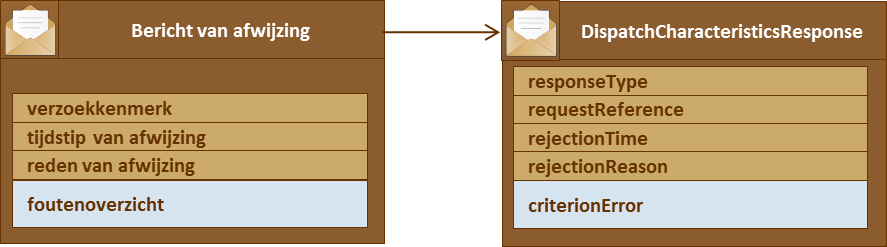 Bericht van afwijzing
verzoekkenmerk
tijdstip van afwijzing
reden van afwijzing
foutenoverzicht
DispatchCharacteristicsResponse
responseType
requestReference
rejectionTime
rejectionReason
criterionError